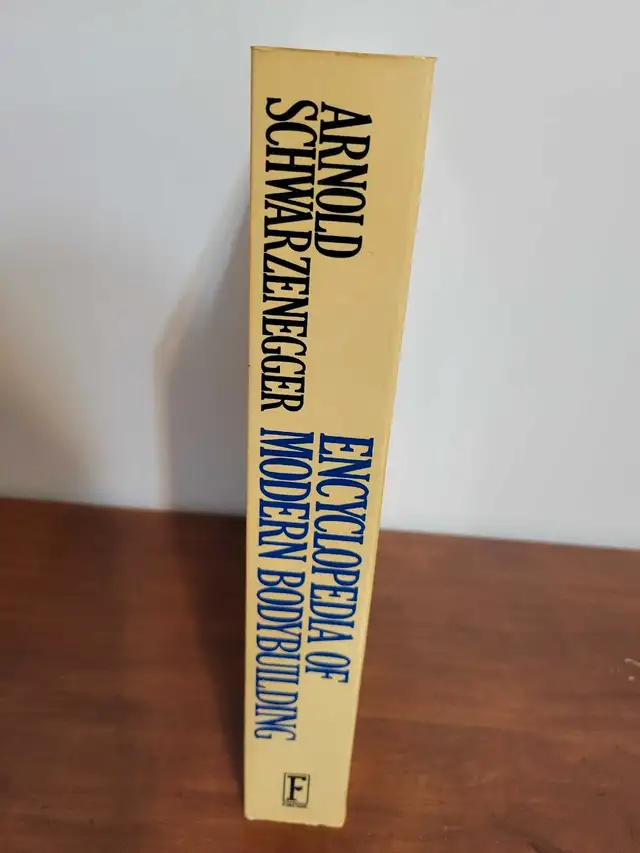 ARNOLD
SCHWARZENEGGER
ENCYCLOPEDIA OF
MODERN BODYBUILDING
F